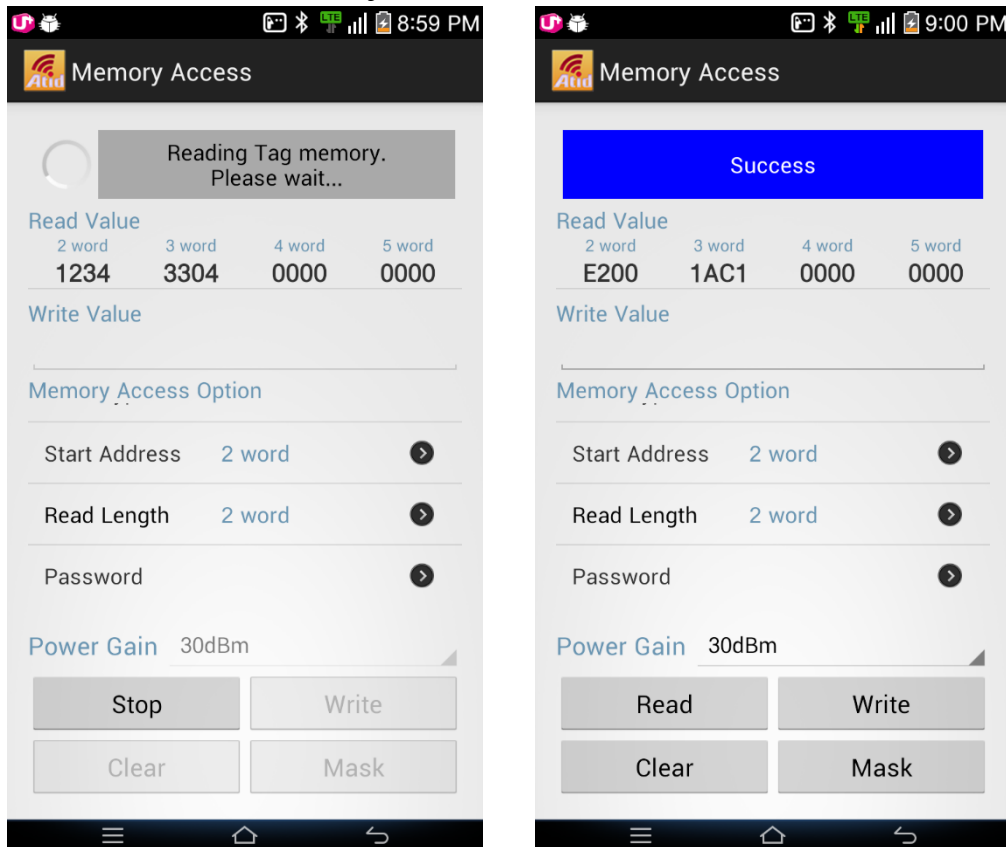 8:59 PM
Atid Memory Access
Reading Tag memory.
Please wait...
Read Value
2 word 3 word 4 word 5 word
1234 3304 0000 0000
Write Value
Memory Access Option
Start Address 2 word
Read Length 2 word
Password
Power Gain 30dBm
Stop Write
Clear Mask
LTE 9:00 PM
Atid Memory Access
Success
Read Value
2 word 3 word 4 word 5 word
E200 1AC1 0000 0000
Write Value
Memory Access Option
Start Address 2 word
Read Length 2 word
Password
Power Gain 30dBm
Read Write
Clear Mask